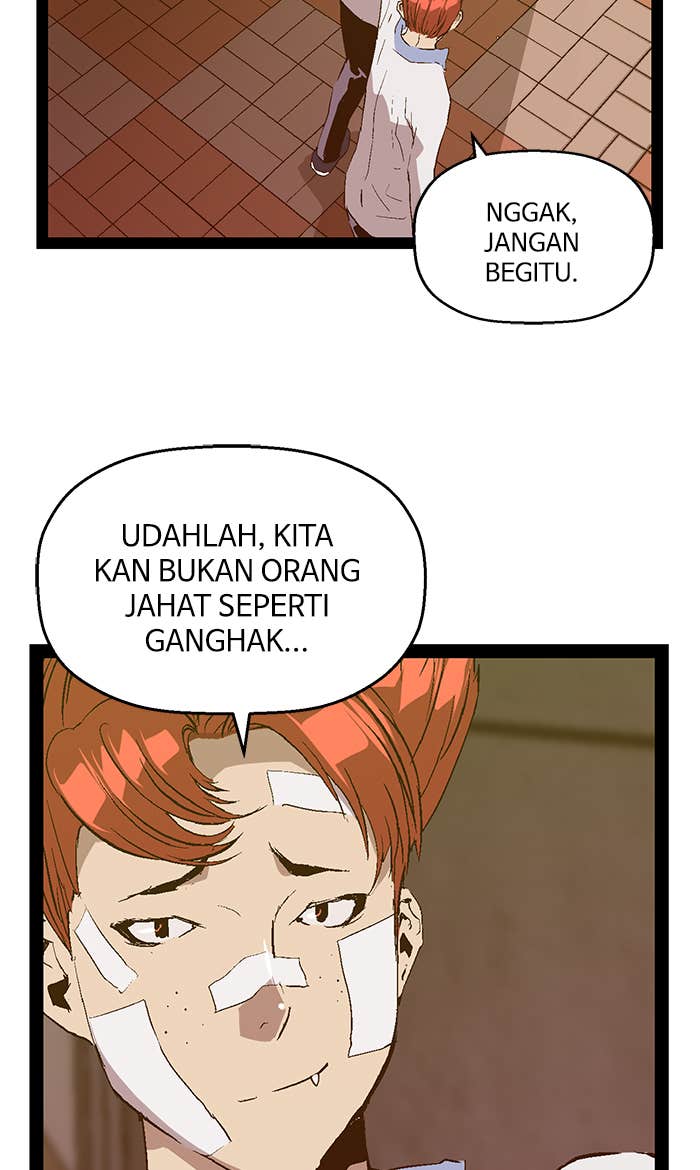 NGGAK,
JANGAN
BEGITU.
UDAHLAH, KITA
KAN BUKAN ORANG
JAHAT SEPERTI
GANGHAK...